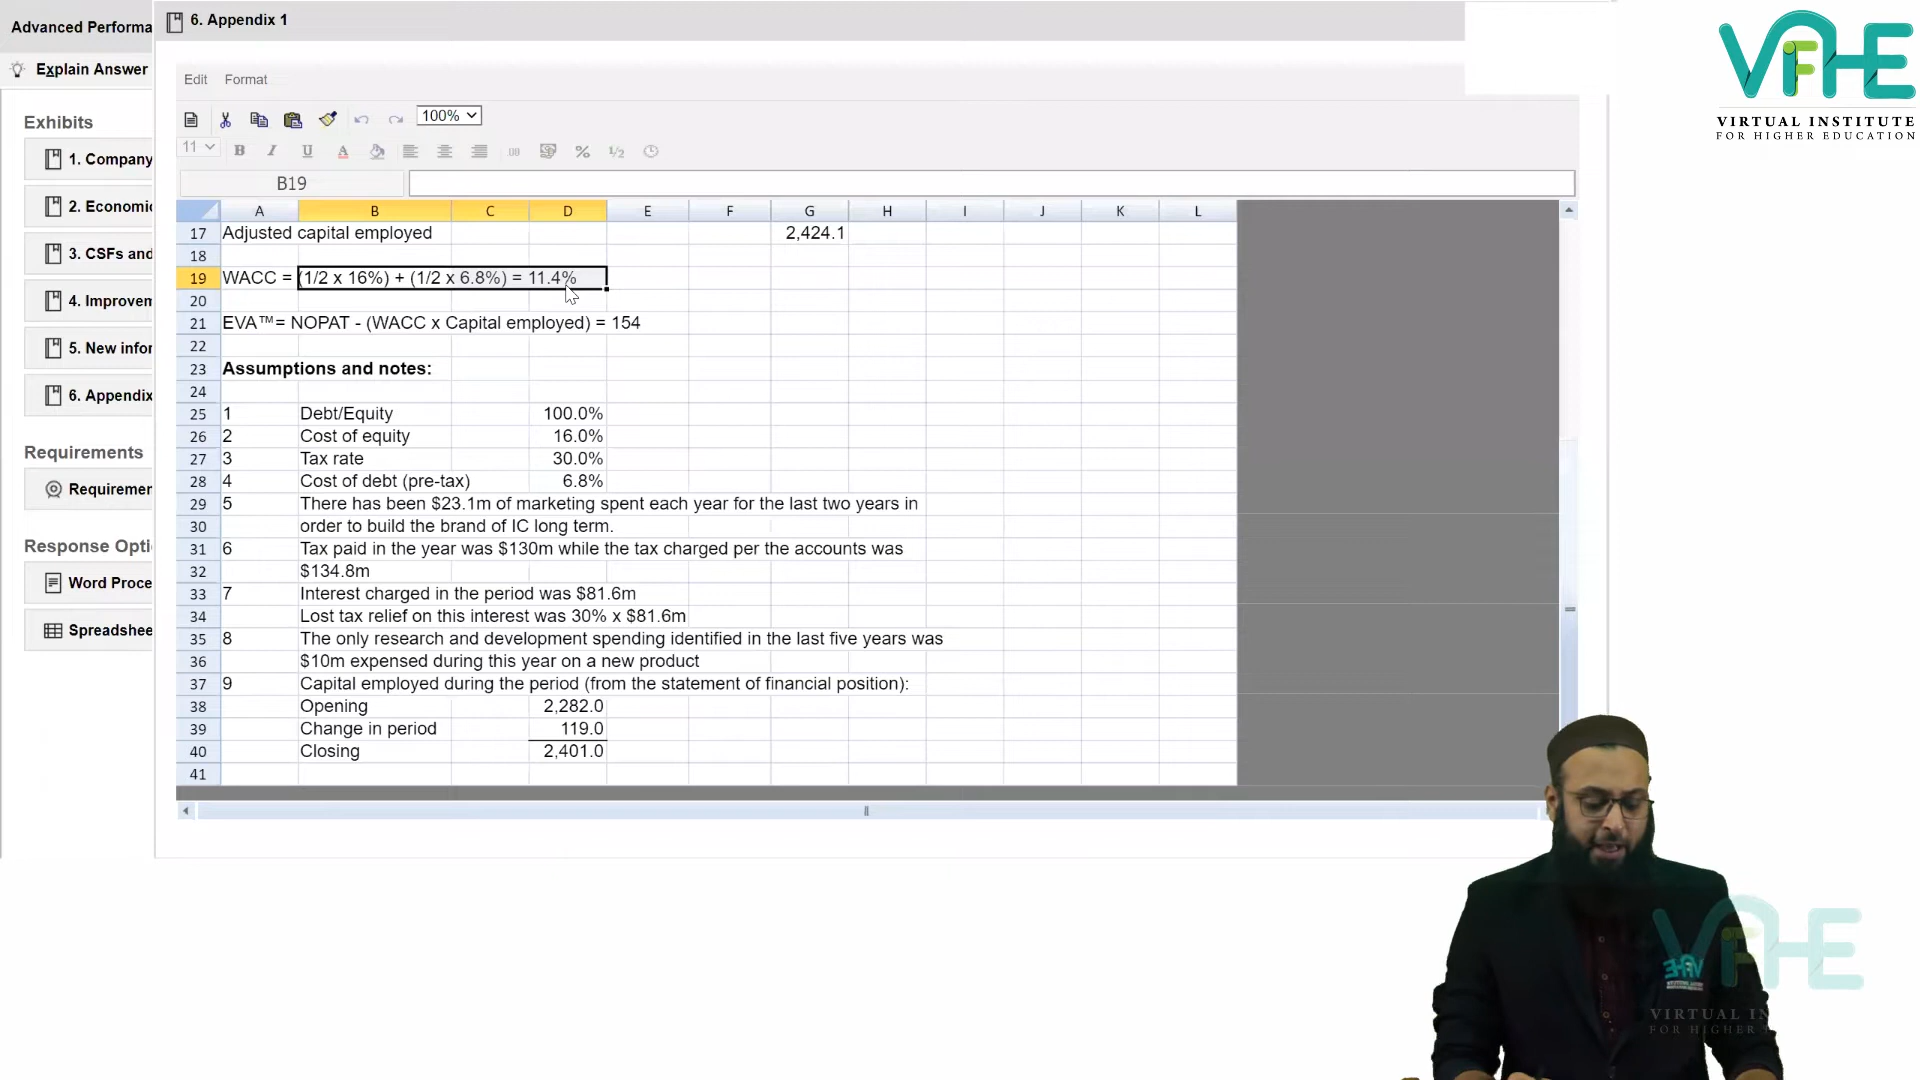 Advanced Performa
6. Appendix 1
Explain Answer
Edit Format
Exhibits
100%
11 B I U A % 1/2
1. Company
B19
2. Economic
A B C D E F G H I J K L
17 Adjusted capital employed 2,424.1
3. CSFs and
18
19 WACC = (1/2 x 16%) + (1/2 x 6.8%) = 11.4%
4. Improvem
20
21 EVA™= NOPAT - (WACC x Capital employed) = 154
5. New infor
22
23 Assumptions and notes:
6. Appendix
24
25 1 Debt/Equity 100.0%
26 2 Cost of equity 16.0%
Requirements
27 3 Tax rate 30.0%
28 4 Cost of debt (pre-tax) 6.8%
Requiremen
29 5 There has been $23.1m of marketing spent each year for the last two years in
30 order to build the brand of IC long term.
Response Opti
31 6 Tax paid in the year was $130m while the tax charged per the accounts was
32 $134.8m
Word Proce
33 7 Interest charged in the period was $81.6m
34 Lost tax relief on this interest was 30% x $81.6m
Spreadshee
35 8 The only research and development spending identified in the last five years was
36 $10m expensed during this year on a new product
37 9 Capital employed during the period (from the statement of financial position):
38 Opening 2,282.0
39 Change in period 119.0
40 Closing 2,401.0
41
VIFHE
VIRTUAL INSTITUTE
FOR HIGHER EDUCATION
VIFHE
VIRTUAL IN
FOR HIGHER